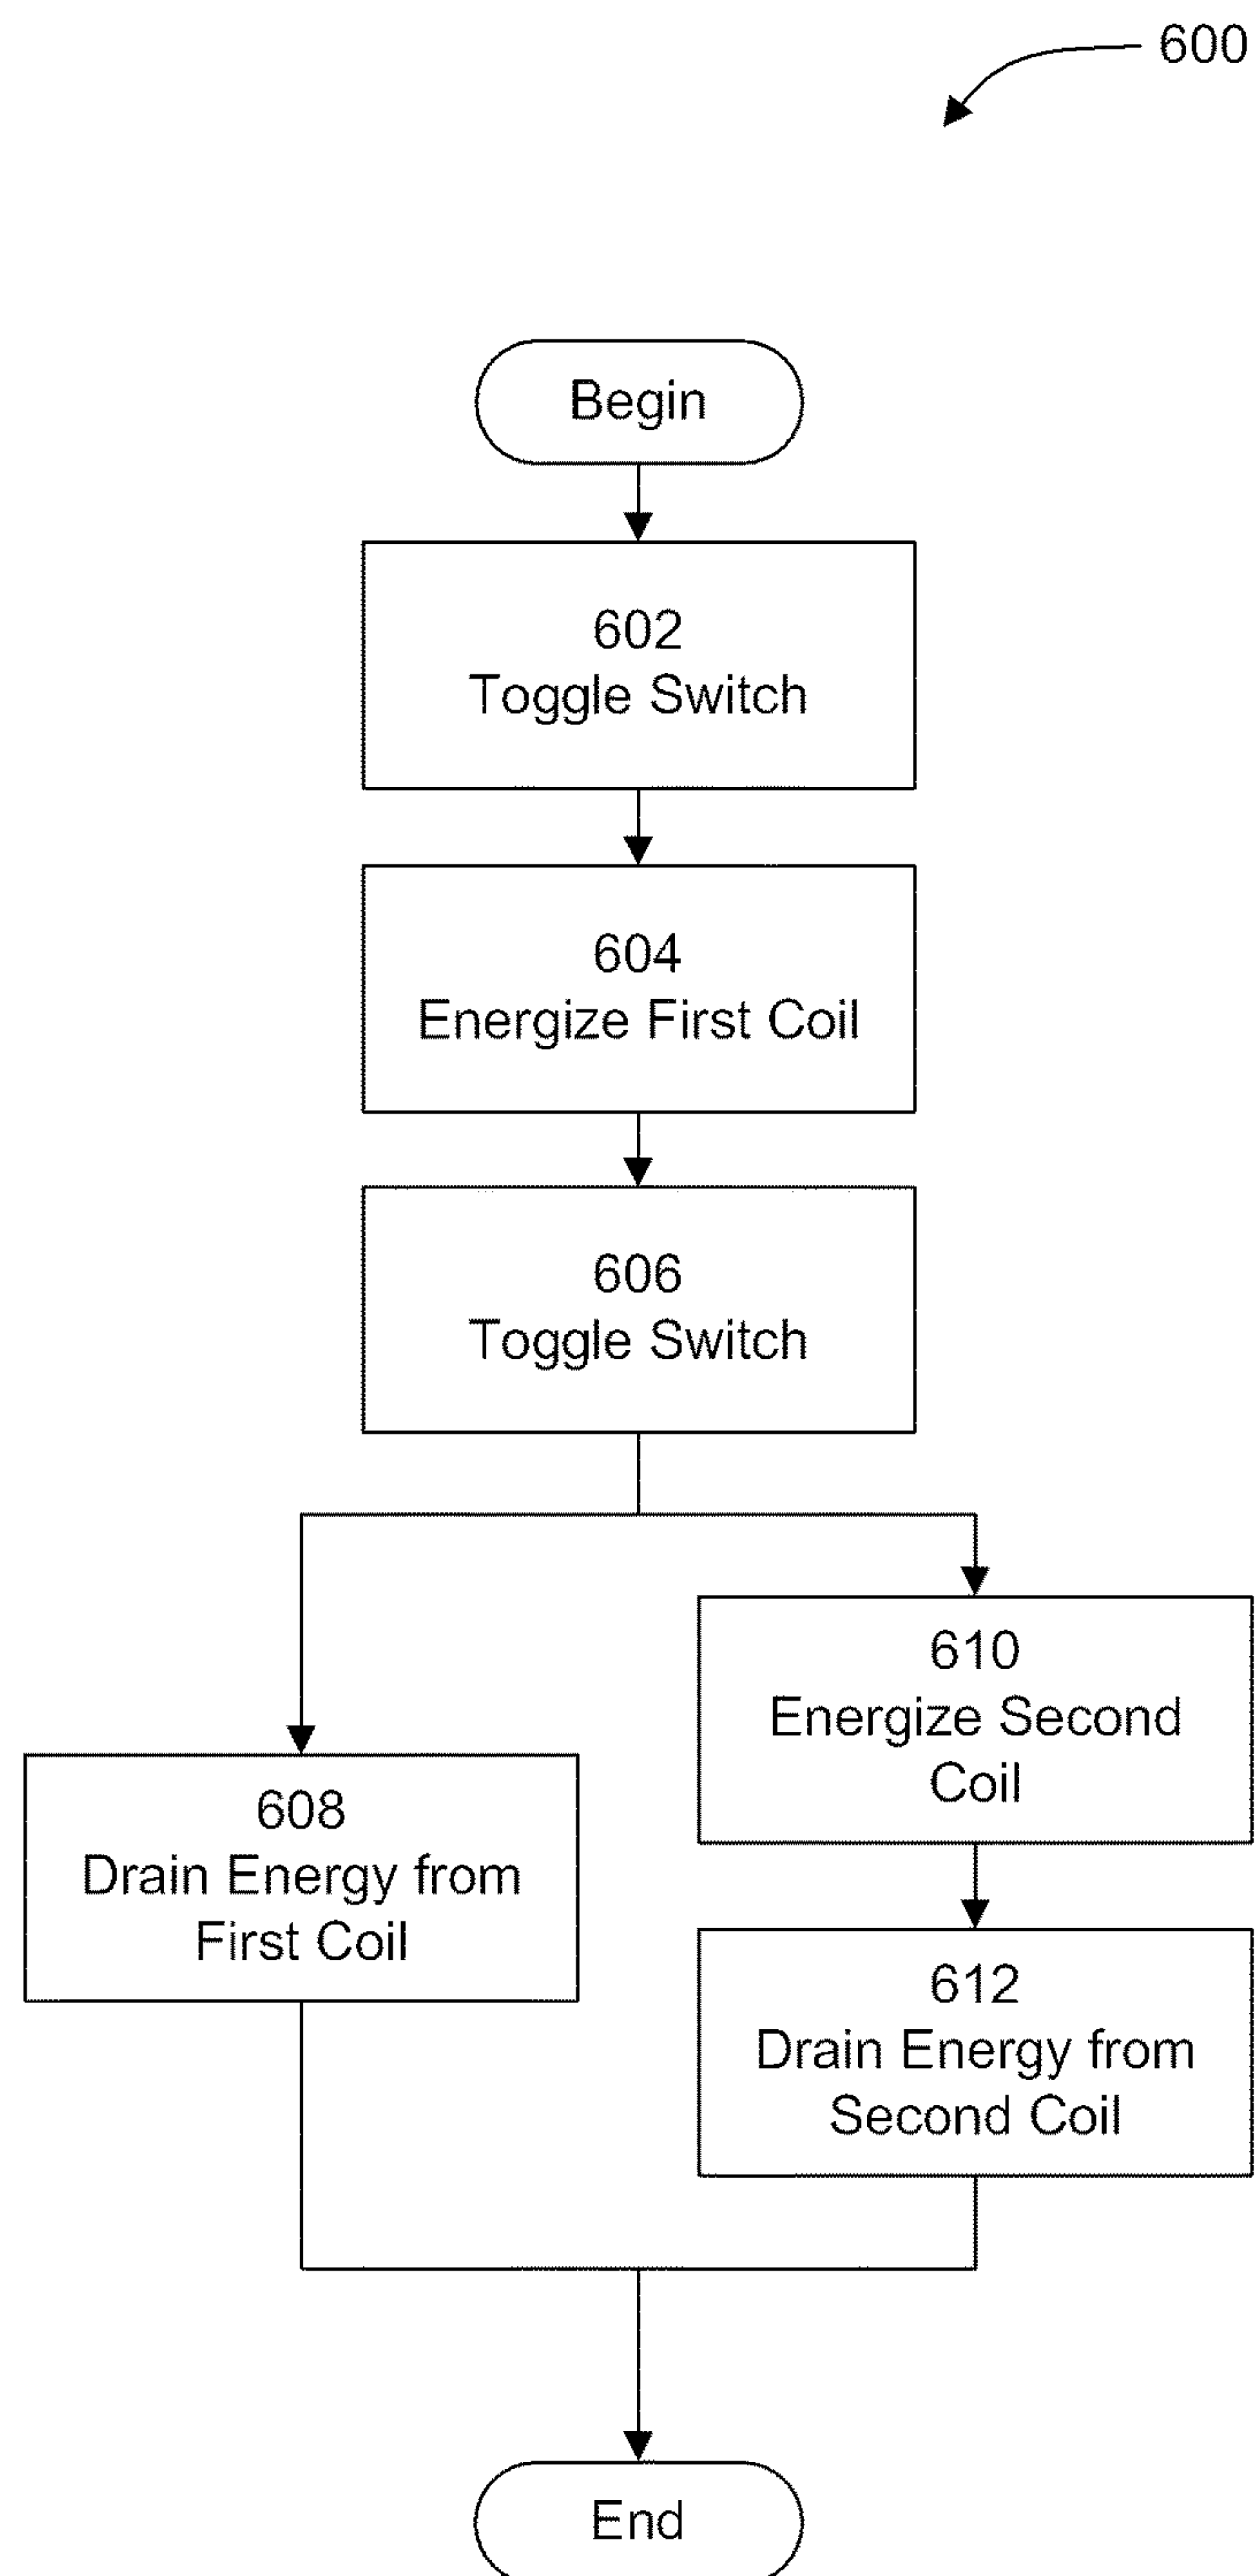 600
Begin
602
Toggle Switch
604
Energize First Coil
606
Toggle Switch
610
Energize Second
Coil
608
Drain Energy from
First Coil
612
Drain Energy from
Second Coil
End